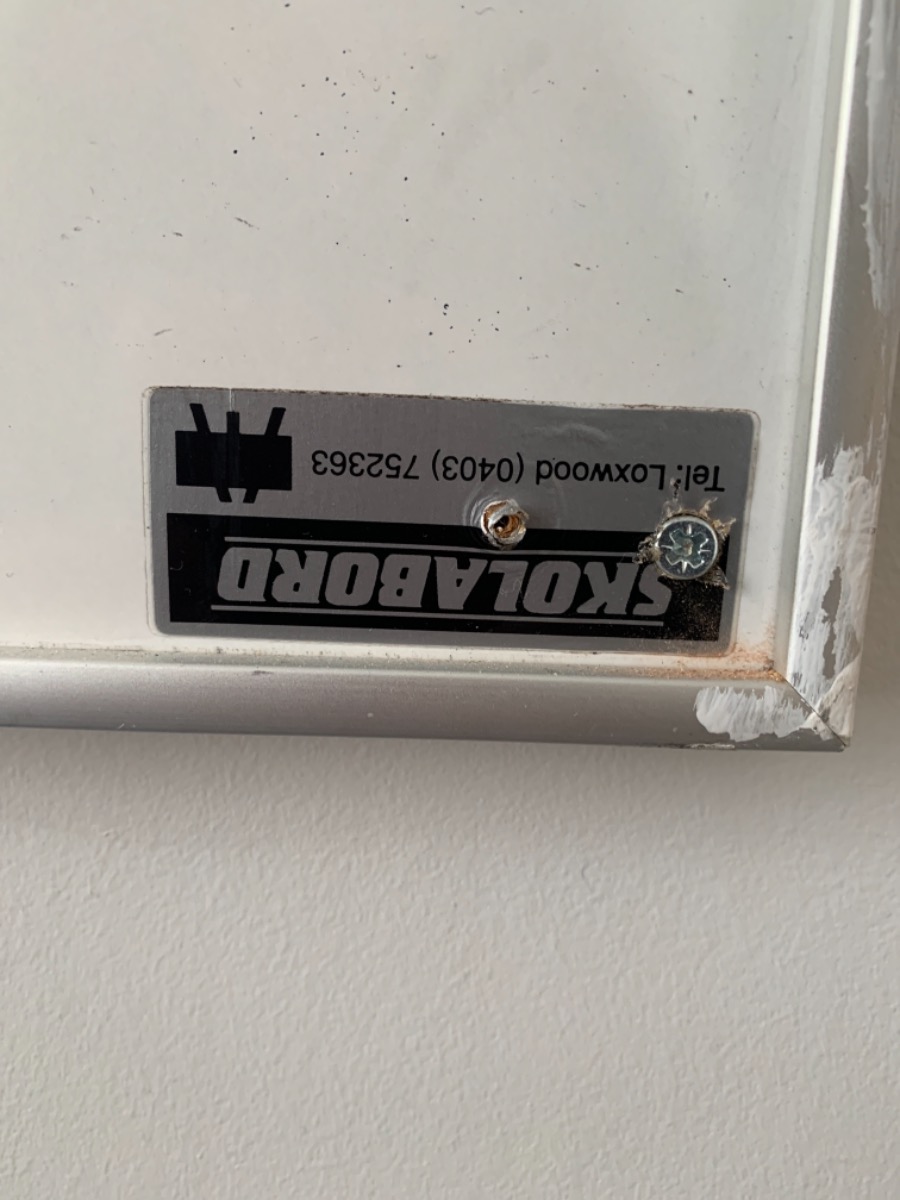 SKOLABORD
Tel: Loxwood (0403) 752363